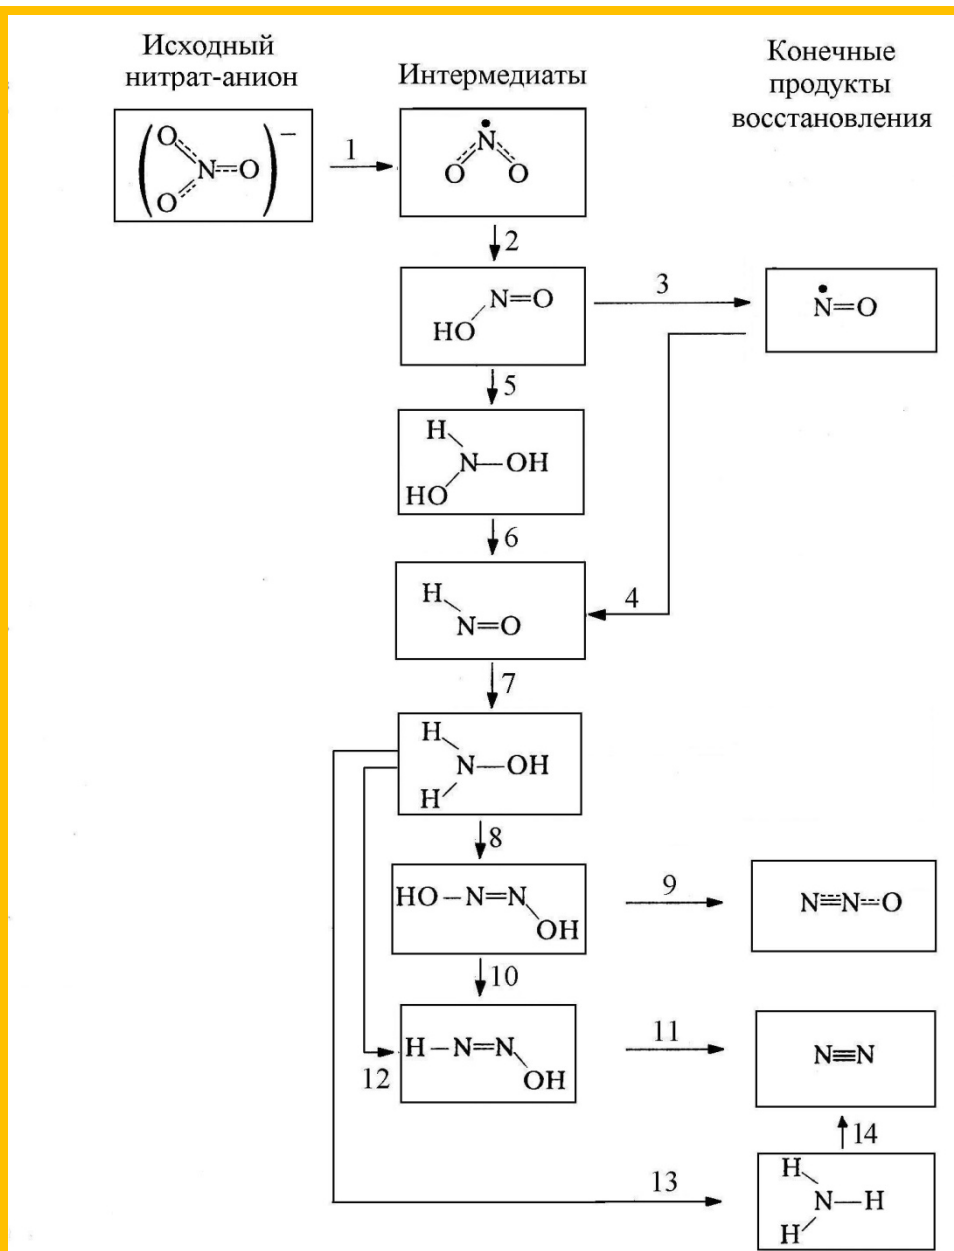 Исходный
нитрат-анион
Интермедиаты
Конечные
продукты
восстановления
O
N=O
O
−
1
N
O O
2
N=O
HO
3
N=O
4
5
H
N—OH
HO
6
H
N=O
7
H
N—OH
H
8
HO–N=N
OH
9
N≡N=O
10
H–N=N
OH
11
N≡N
12
14
13
H
N—H
H